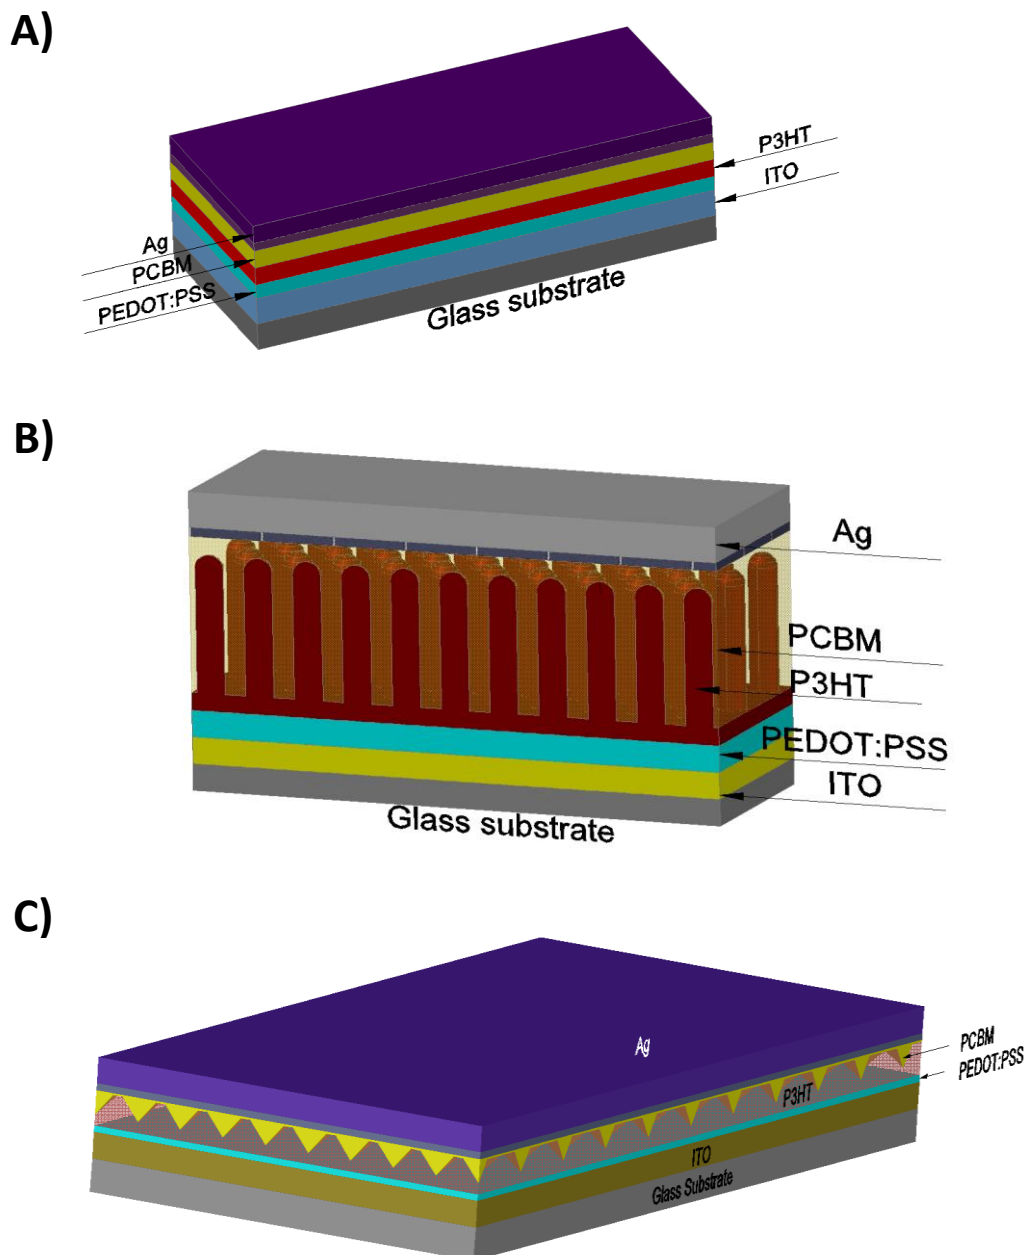 A)
P3HT
ITO
Ag
PCBM
PEDOT:PSS
Glass substrate
B)
Ag
PCBM
P3HT
PEDOT:PSS
ITO
Glass substrate
C)
Ag
PCBM
PEDOT:PSS
P3HT
ITO
Glass Substrate